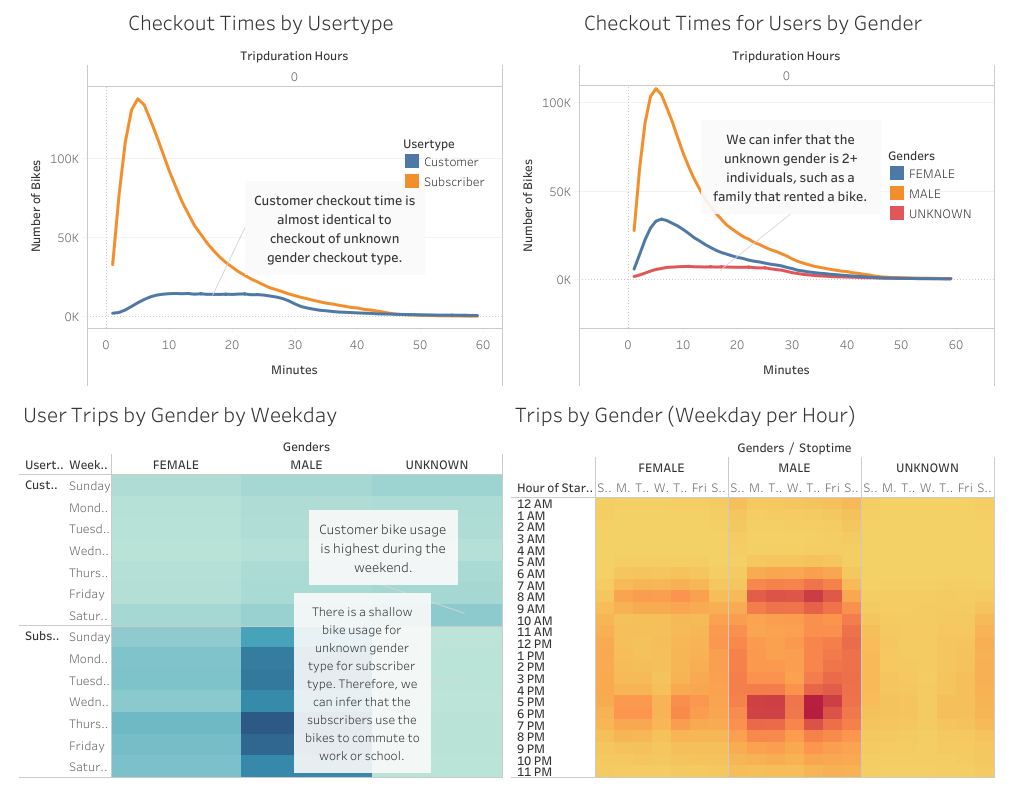 Checkout Times by Usertype
Tripduration Hours
0
Number of Bikes
100K
50K
0K
0 10 20 30 40 50 60
Minutes
Usertype
Customer
Subscriber
Customer checkout time is
almost identical to
checkout of unknown
gender checkout type.
Checkout Times for Users by Gender
Tripduration Hours
0
Number of Bikes
100K
50K
0K
0 10 20 30 40 50 60
Minutes
We can infer that the
unknown gender is 2+
individuals, such as a
family that rented a bike.
Genders
FEMALE
MALE
UNKNOWN
User Trips by Gender by Weekday
Genders
Usert.. Week.. FEMALE MALE UNKNOWN
Cust.. Sunday
Mond..
Tuesd..
Wedn..
Thurs..
Friday
Satur..
Subs.. Sunday
Mond..
Tuesd..
Wedn..
Thurs..
Friday
Satur..
Customer bike usage
is highest during the
weekend.
There is a shallow
bike usage for
unknown gender
type for subscriber
type. Therefore, we
can infer that the
subscribers use the
bikes to commute to
work or school.
Trips by Gender (Weekday per Hour)
Genders / Stoptime
FEMALE MALE UNKNOWN
Hour of Star.. S.. M. T.. W. T.. Fri S.. S.. M. T.. W. T.. Fri S.. S.. M. T.. W. T.. Fri S..
12 AM
1 AM
2 AM
3 AM
4 AM
5 AM
6 AM
7 AM
8 AM
9 AM
10 AM
11 AM
12 PM
1 PM
2 PM
3 PM
4 PM
5 PM
6 PM
7 PM
8 PM
9 PM
10 PM
11 PM